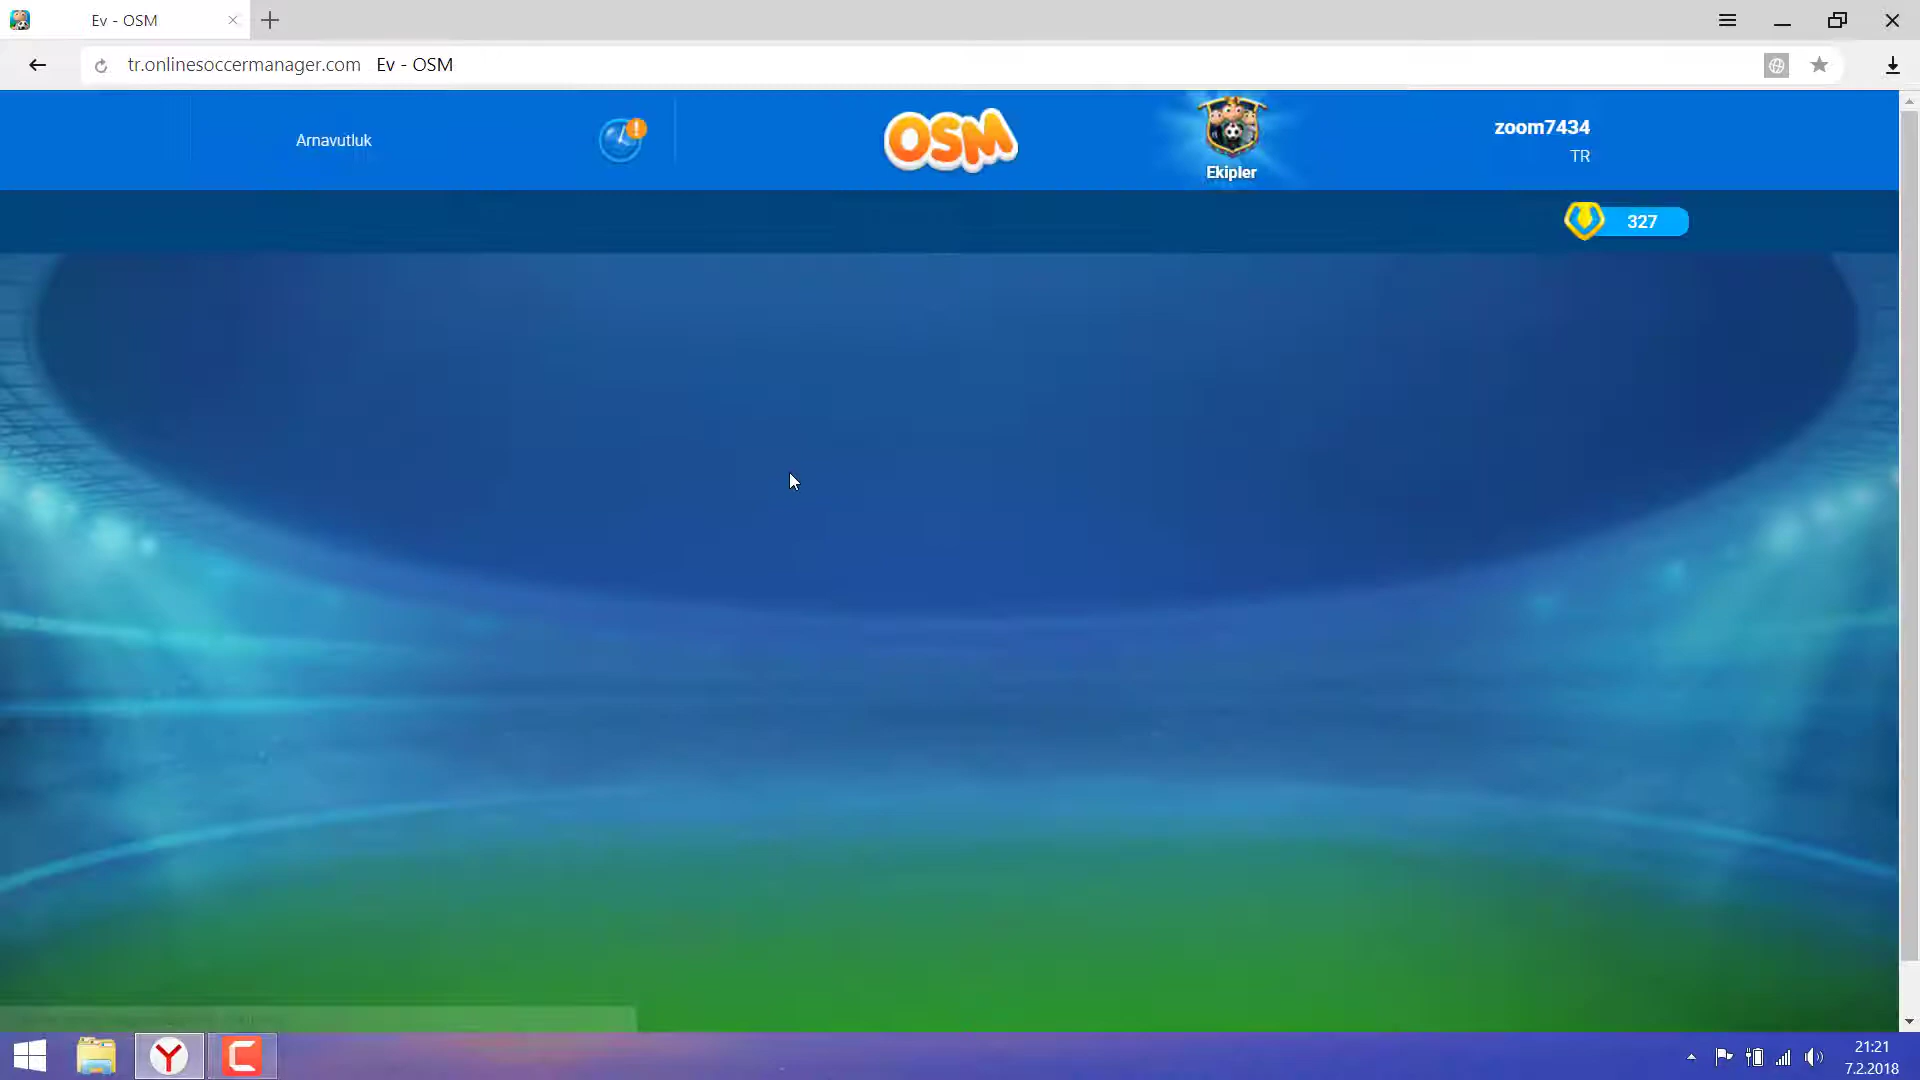 Ev - OSM
tr.onlinesoccermanager.com Ev - OSM
Arnavutluk
OSM
Ekipler
zoom7434
TR
327
21:21
7.2.2018